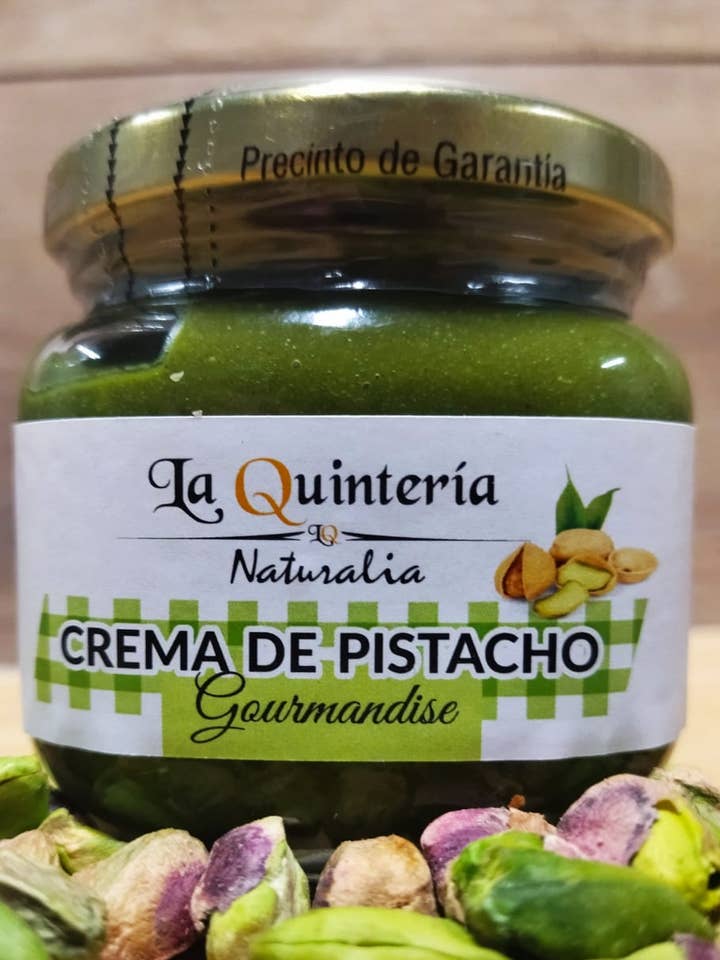 Precinto de Garantía
La Quintería
LQ
Naturalia
CREMA DE PISTACHO
Gourmandise